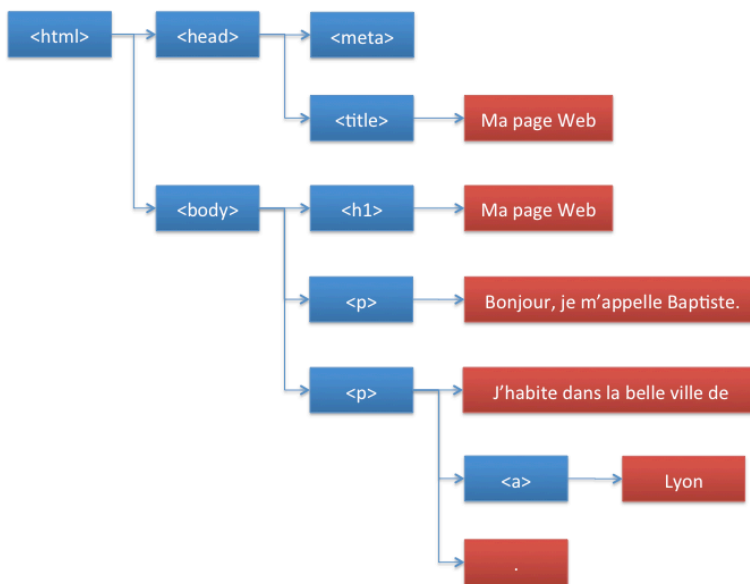 <html>
<head>
<meta>
<title>
Ma page Web
<body>
<h1>
Ma page Web
<p>
Bonjour, je m’appelle Baptiste.
<p>
J’habite dans la belle ville de
<a>
Lyon
.